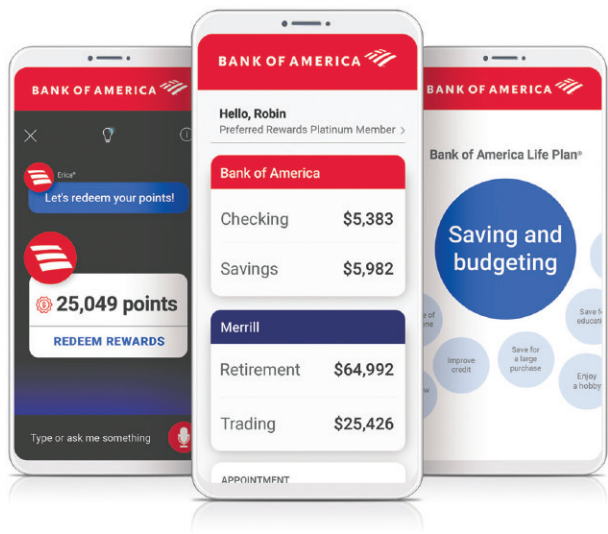 BANK OF AMERICA
Erica®
Let's redeem your points!
25,049 points
REDEEM REWARDS
Type or ask me something
BANK OF AMERICA
Hello, Robin
Preferred Rewards Platinum Member >
Bank of America
Checking $5,383
Savings $5,982
Merrill
Retirement $64,992
Trading $25,426
APPOINTMENT
BANK OF AMERICA
Bank of America Life Plan®
Saving and
budgeting
e of
Save f
educati
Improve
credit
Save for
a large
purchase
Enjoy
a hobby
w